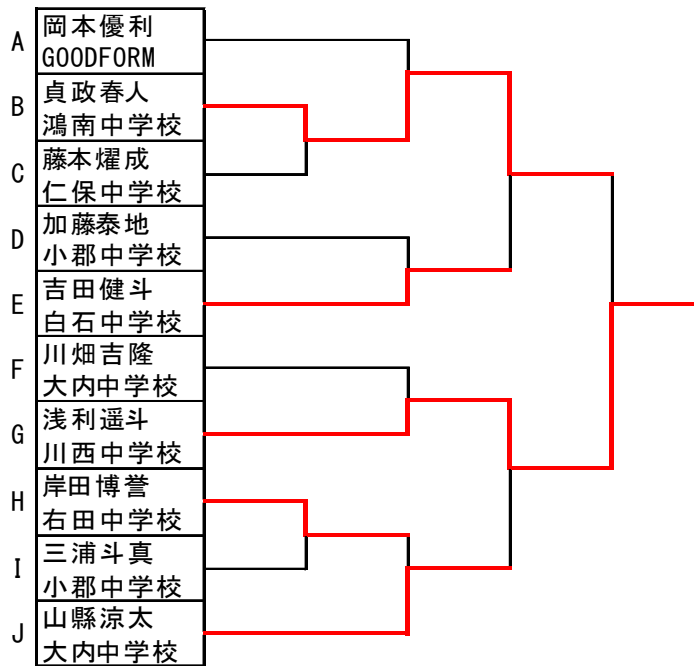 A
岡本優利
GOODFORM
B
貞政春人
鴻南中学校
C
藤本燿成
仁保中学校
D
加藤泰地
小郡中学校
E
吉田健斗
白石中学校
F
川畑吉隆
大内中学校
G
浅利遥斗
川西中学校
H
岸田博誉
右田中学校
I
三浦斗真
小郡中学校
J
山縣涼太
大内中学校